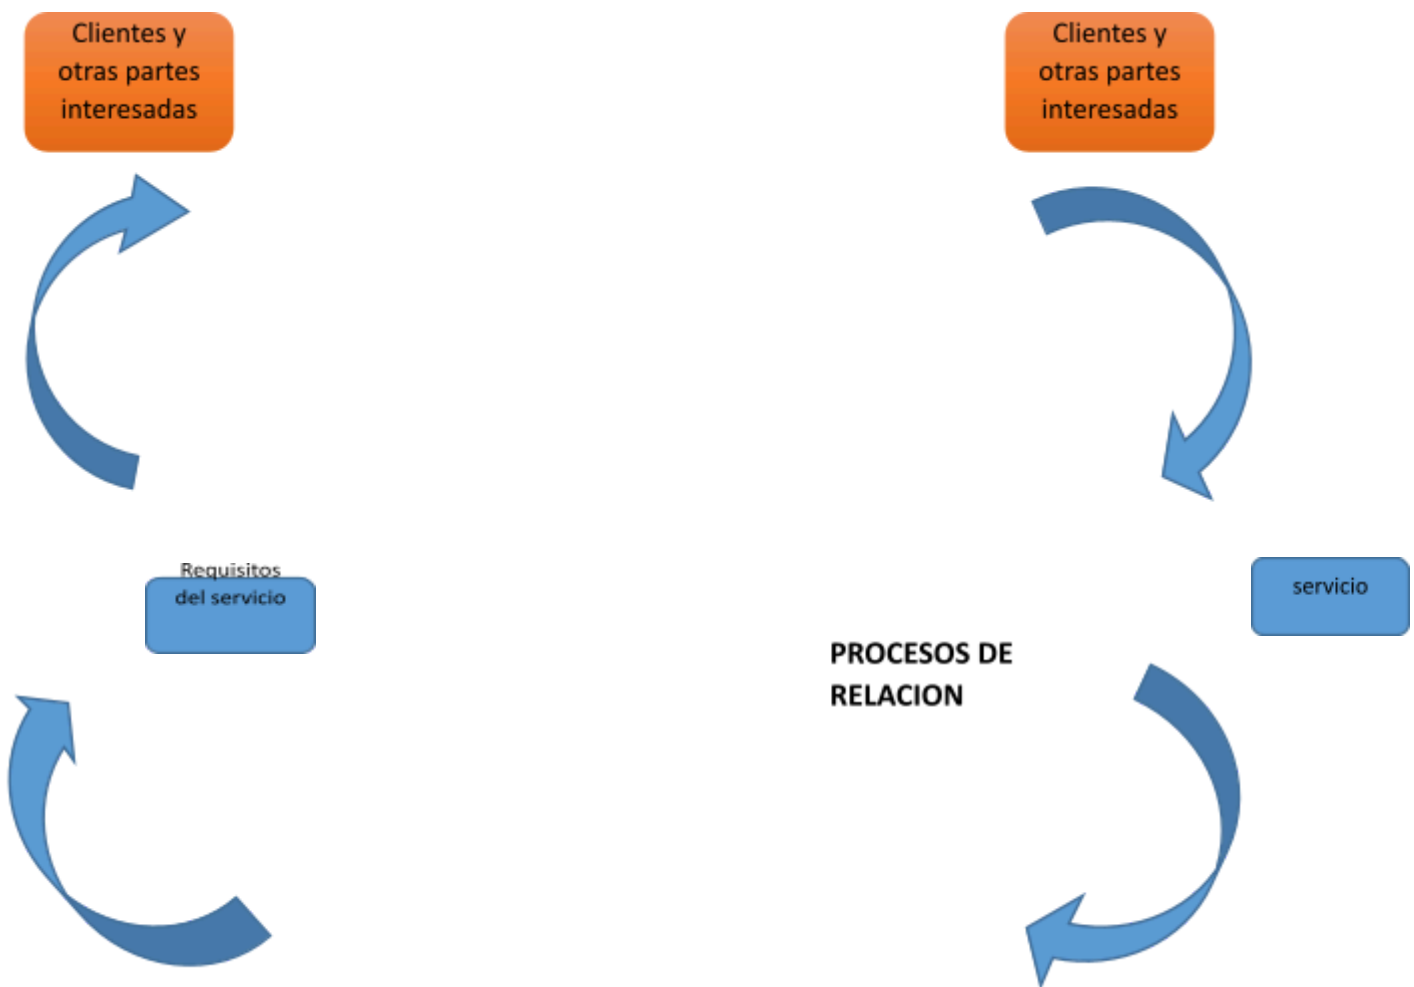 Clientes y
otras partes
interesadas
Clientes y
otras partes
interesadas
Requisitos
del servicio
servicio
PROCESOS DE
RELACION